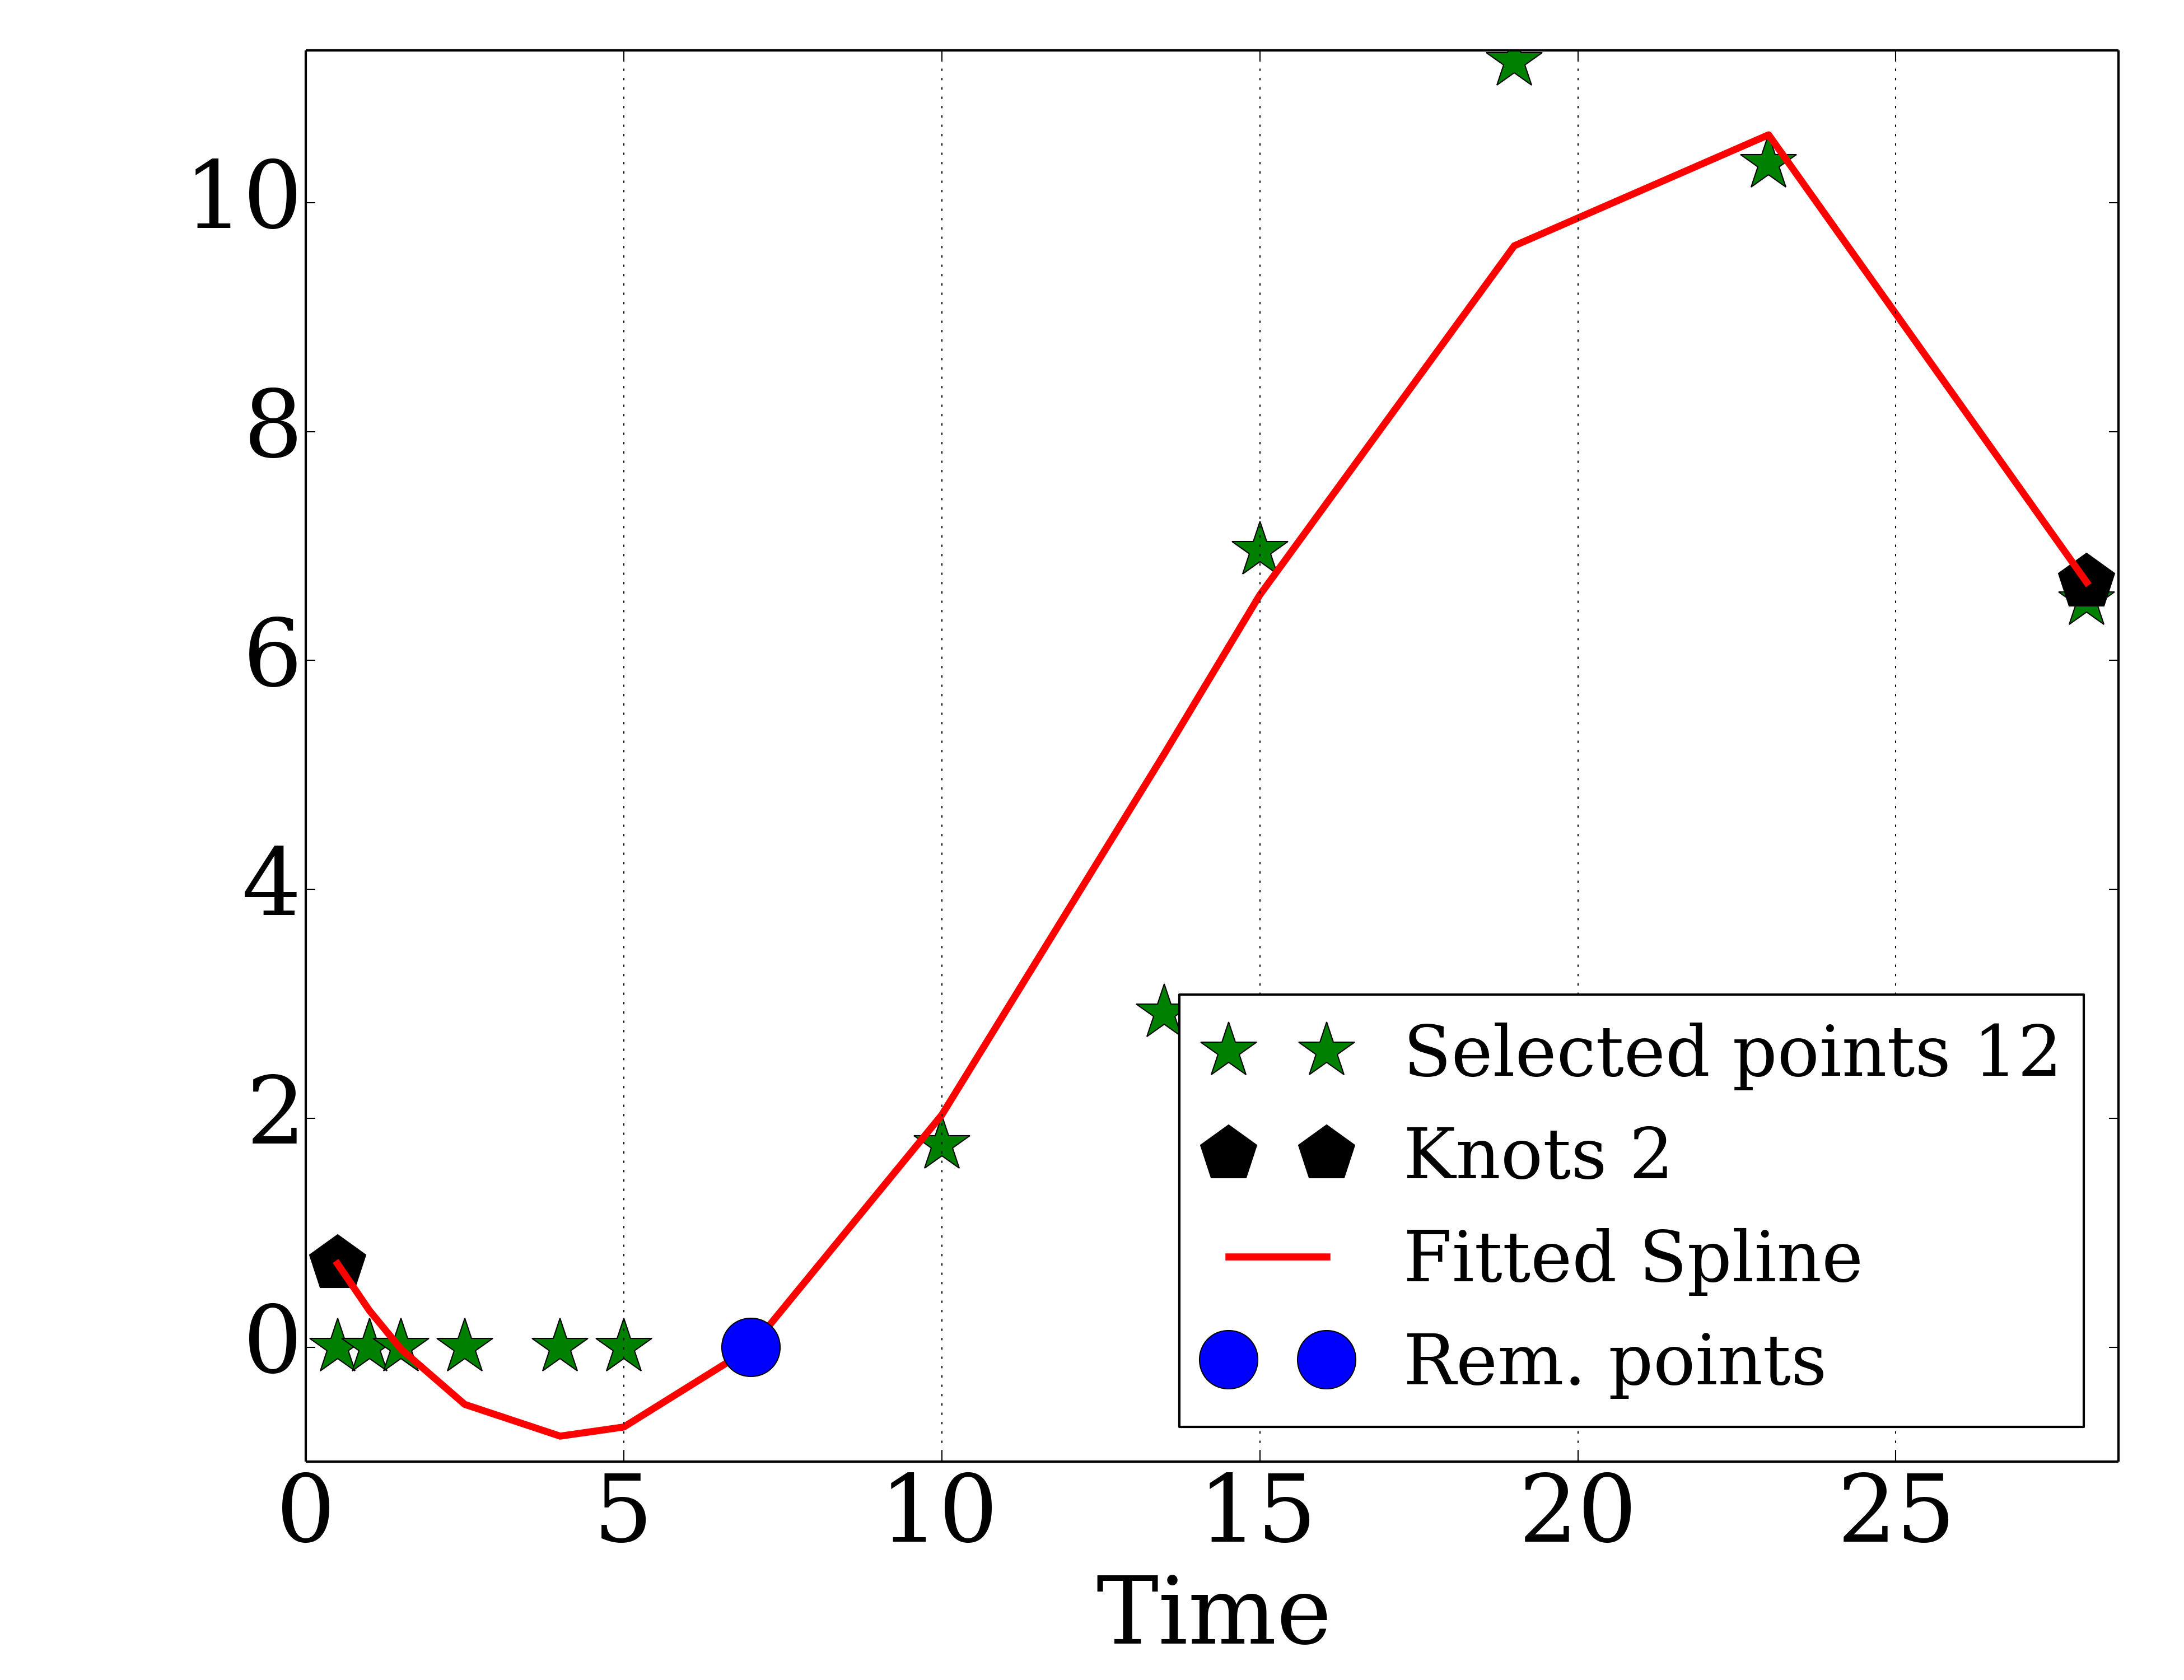 10
8
6
4
2
0
0 5 10 15 20 25
Time
Selected points 12
Knots 2
Fitted Spline
Rem. points